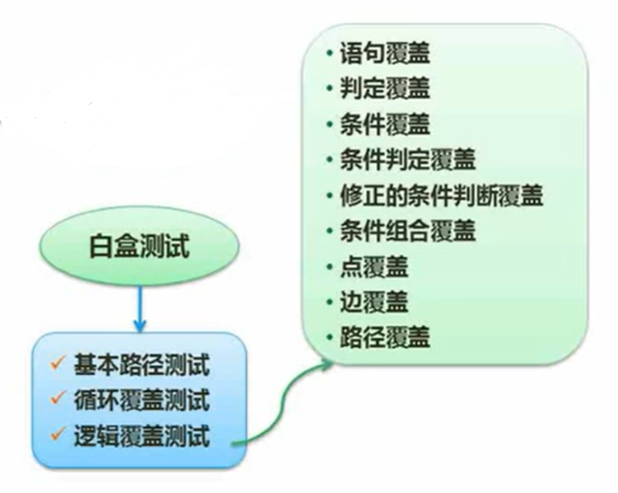 语句覆盖
判定覆盖
条件覆盖
条件判定覆盖
修正的条件判断覆盖
条件组合覆盖
点覆盖
边覆盖
路径覆盖
白盒测试
基本路径测试
循环覆盖测试
逻辑覆盖测试